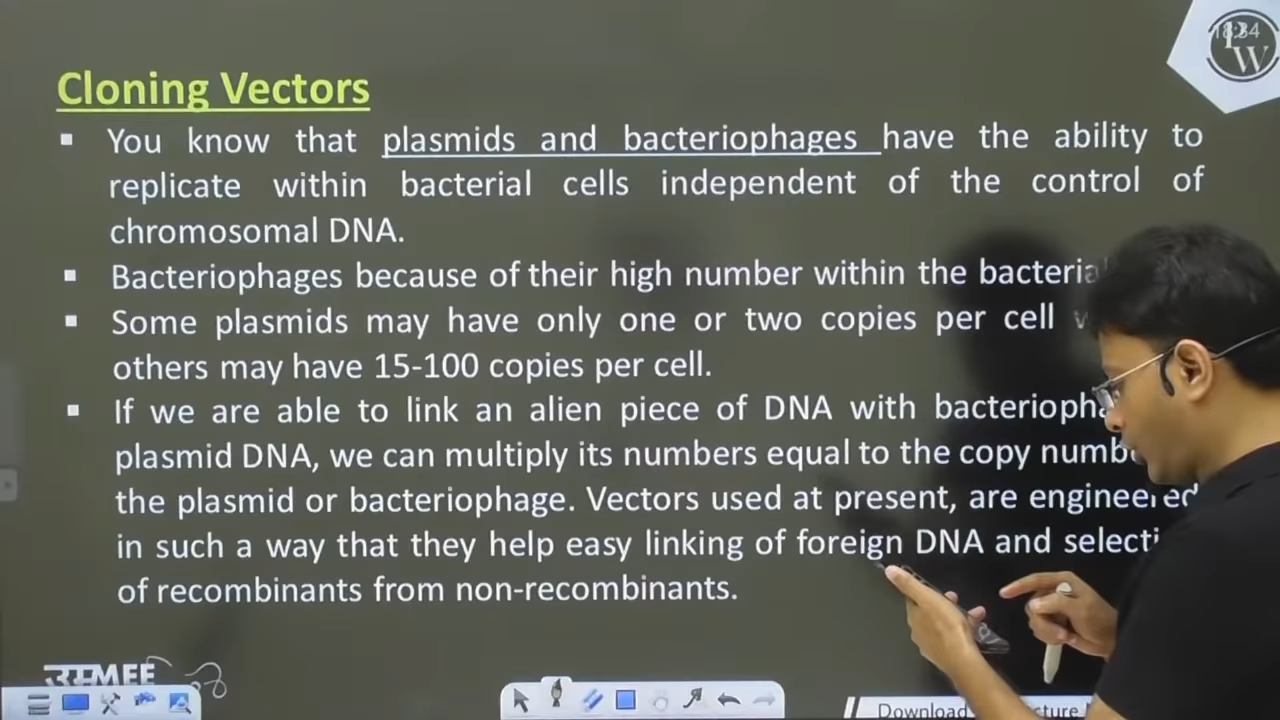 18:34
W
Cloning Vectors
▪ You know that plasmids and bacteriophages have the ability to
replicate within bacterial cells independent of the control of
chromosomal DNA.
▪ Bacteriophages because of their high number within the bacteria
▪ Some plasmids may have only one or two copies per cell
others may have 15-100 copies per cell.
▪ If we are able to link an alien piece of DNA with
plasmid DNA, we can multiply its numbers equal to the copy
the plasmid or bacteriophage. Vectors used at present, are engineered
in such a way that they help easy linking of foreign DNA and
of recombinants from non-recombinants.
उम्MEE
Download